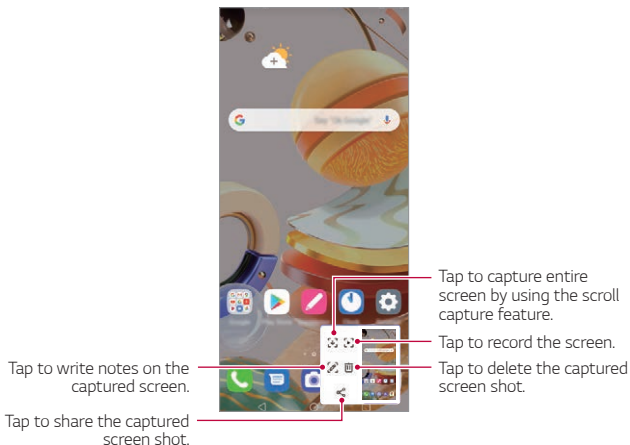 Tap to capture entire
screen by using the scroll
capture feature.
Tap to record the screen.
Tap to write notes on the
captured screen.
Tap to delete the captured
screen shot.
Tap to share the captured
screen shot.